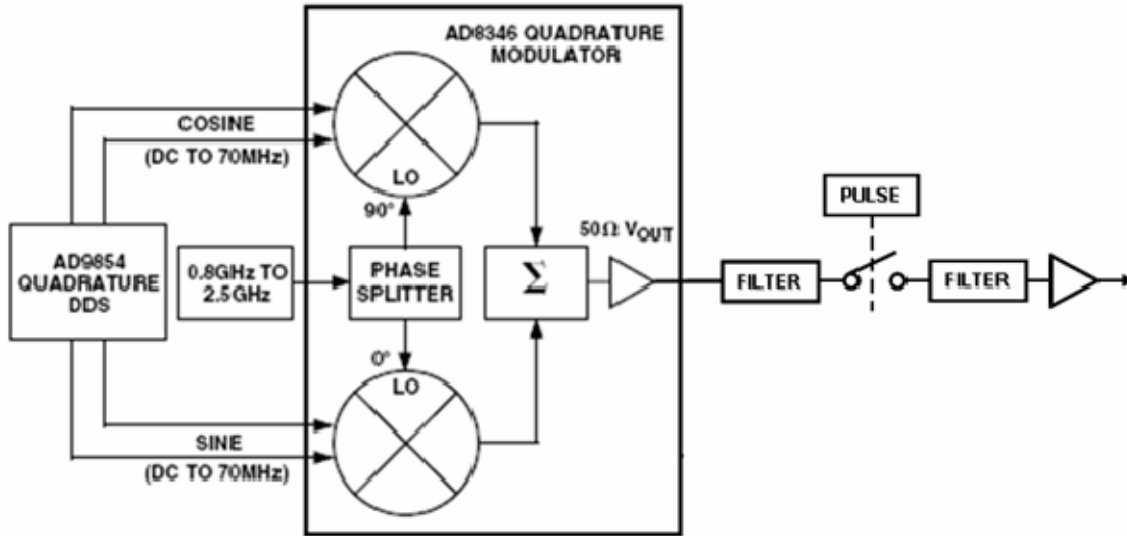 AD8346 QUADRATURE
MODULATOR
COSINE
(DC TO 70MHz)
LO
90°
PULSE
50Ω VOUT
AD9854
QUADRATURE
DDS
0.8GHz TO
2.5GHz
PHASE
SPLITTER
Σ
FILTER
FILTER
0°
LO
SINE
(DC TO 70MHz)